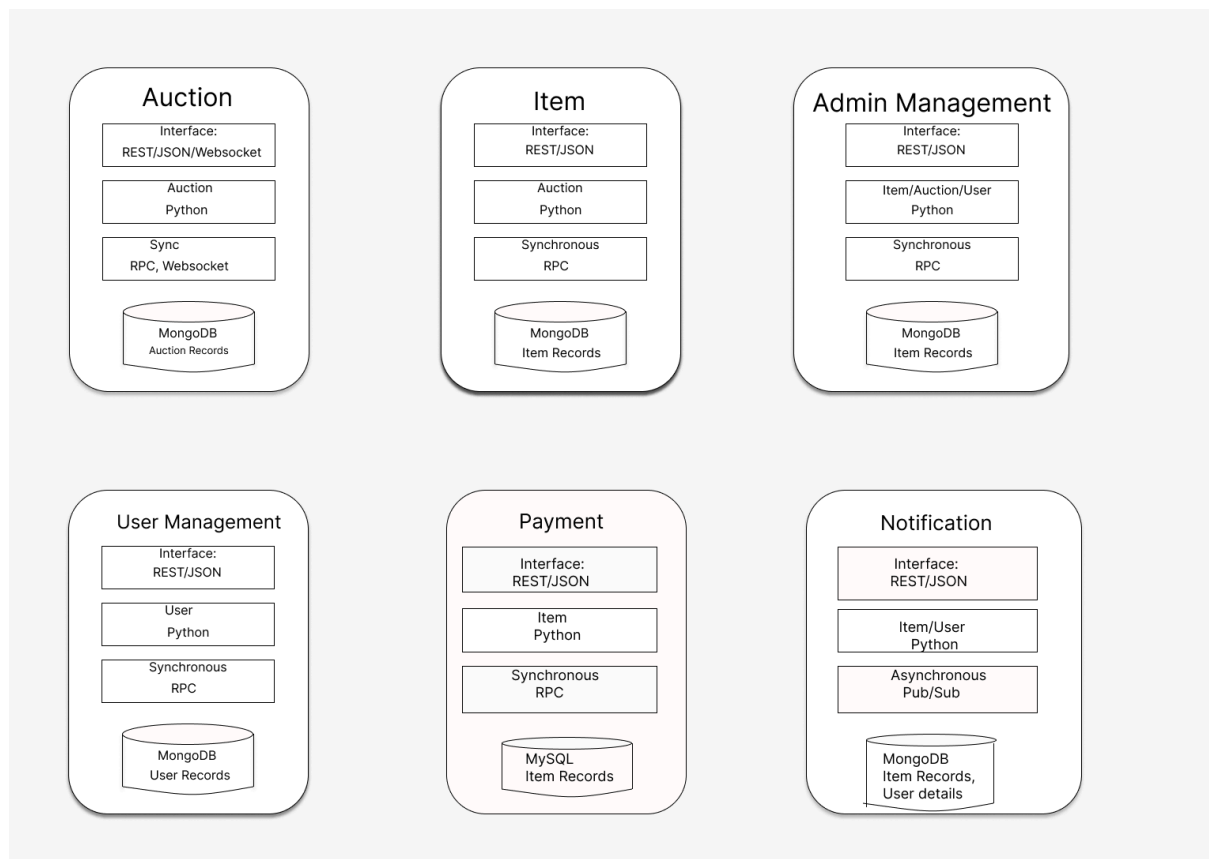 Auction
Interface:
REST/JSON/Websocket
Auction
Python
Sync
RPC, Websocket
MongoDB
Auction Records
Item
Interface:
REST/JSON
Auction
Python
Synchronous
RPC
MongoDB
Item Records
Admin Management
Interface:
REST/JSON
Item/Auction/User
Python
Synchronous
RPC
MongoDB
Item Records
User Management
Interface:
REST/JSON
User
Python
Synchronous
RPC
MongoDB
User Records
Payment
Interface:
REST/JSON
Item
Python
Synchronous
RPC
MySQL
Item Records
Notification
Interface:
REST/JSON
Item/User
Python
Asynchronous
Pub/Sub
MongoDB
Item Records,
User details